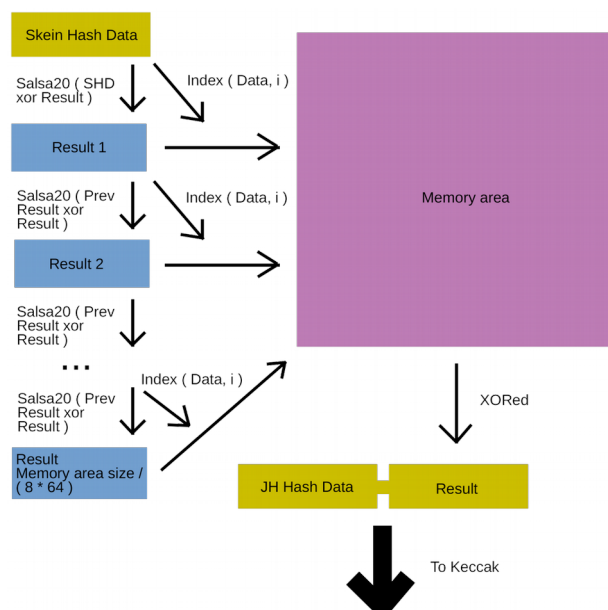 Skein Hash Data
Salsa20 ( SHD
xor Result )
Index ( Data, i )
Result 1
Memory area
Salsa20 ( Prev
Result xor
Result )
Index ( Data, i )
Result 2
Salsa20 ( Prev
Result xor
Result )
...
Index ( Data, i )
Salsa20 ( Prev
Result xor
Result )
XORed
Result
Memory area size /
( 8 * 64 )
JH Hash Data
Result
To Keccak